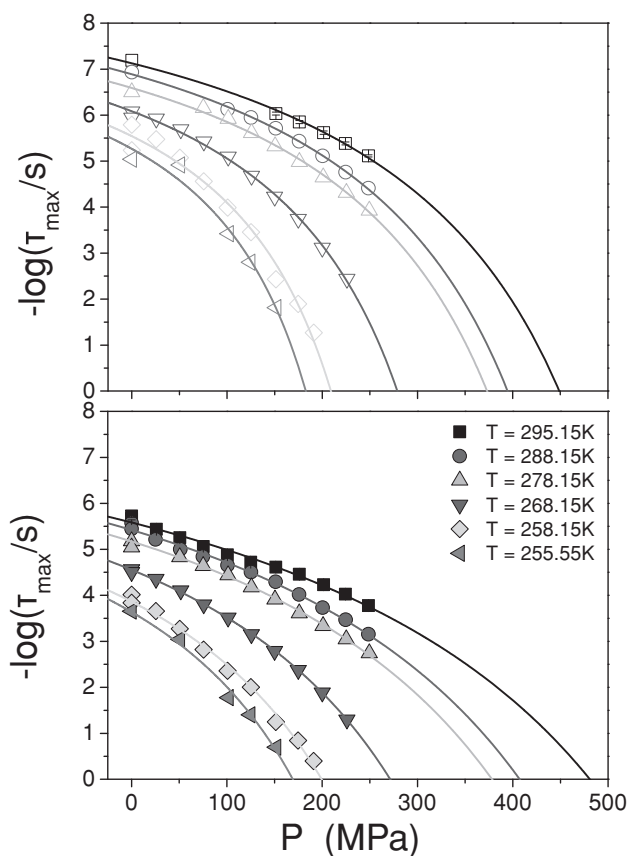 8
7
6
5
4
3
2
1
0
-log(τmax/s)
8
7
6
5
4
3
2
1
0
-log(τmax/s)
T = 295.15K
T = 288.15K
T = 278.15K
T = 268.15K
T = 258.15K
T = 255.55K
0 100 200 300 400 500
P (MPa)